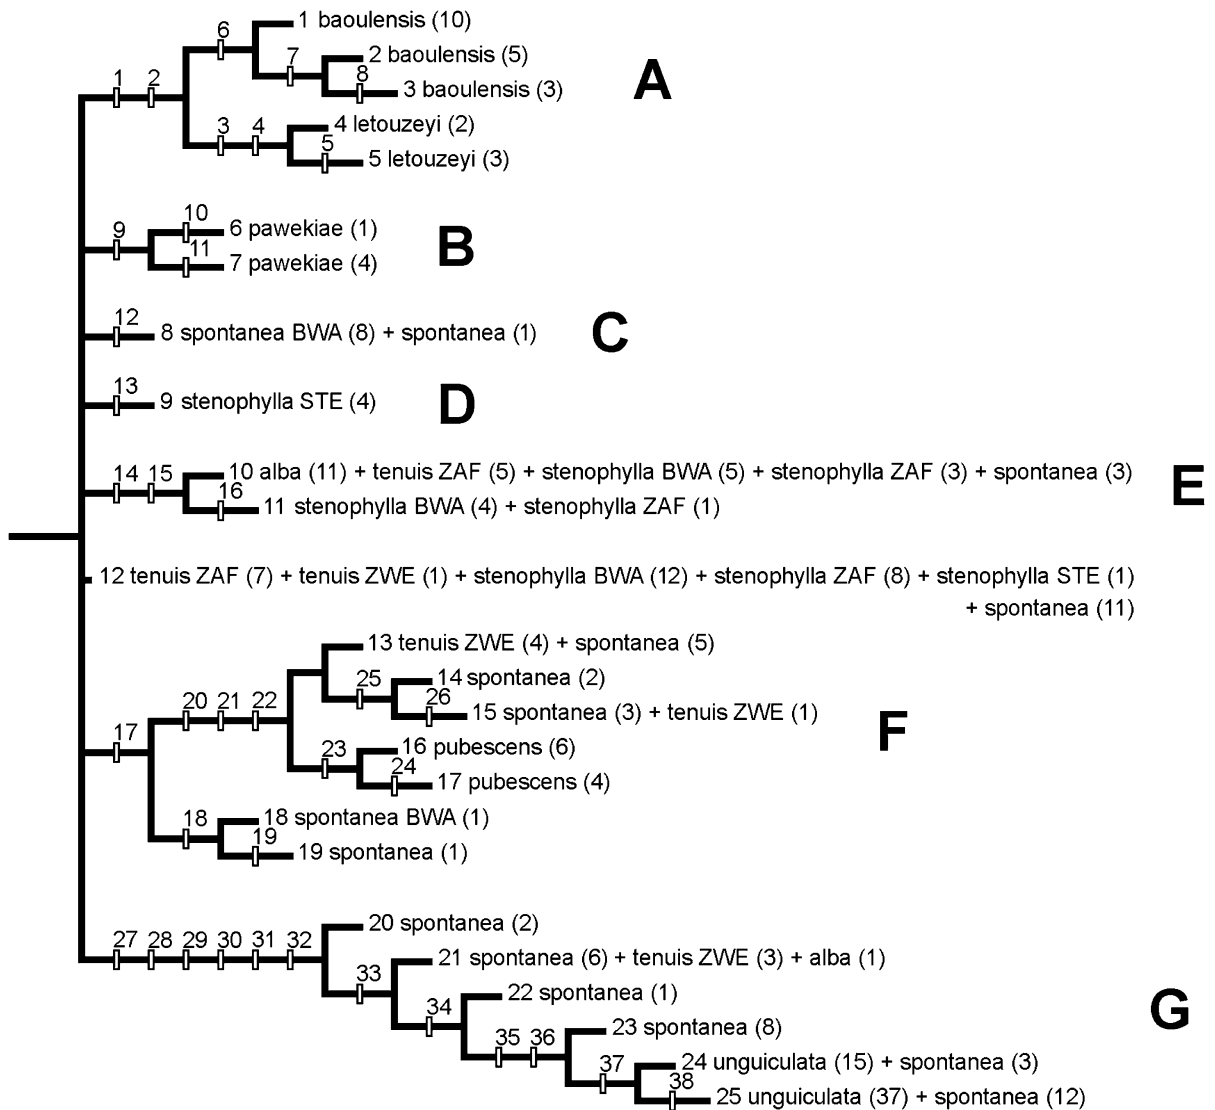 6
1 baoulensis (10)
7
2 baoulensis (5)
1 2
8
3 baoulensis (3)
A
3 4
4 letouzeyi (2)
5
5 letouzeyi (3)
10
9
6 pawekiae (1)
11
7 pawekiae (4)
B
12
8 spontanea BWA (8) + spontanea (1)
C
13
9 stenophylla STE (4)
D
14 15
10 alba (11) + tenuis ZAF (5) + stenophylla BWA (5) + stenophylla ZAF (3) + spontanea (3)
16
11 stenophylla BWA (4) + stenophylla ZAF (1)
E
12 tenuis ZAF (7) + tenuis ZWE (1) + stenophylla BWA (12) + stenophylla ZAF (8) + stenophylla STE (1)
+ spontanea (11)
13 tenuis ZWE (4) + spontanea (5)
25
14 spontanea (2)
26
20 21 22
15 spontanea (3) + tenuis ZWE (1)
17
F
23
16 pubescens (6)
24
17 pubescens (4)
18
18 spontanea BWA (1)
19
19 spontanea (1)
27 28 29 30 31 32
20 spontanea (2)
33
21 spontanea (6) + tenuis ZWE (3) + alba (1)
34
22 spontanea (1)
G
35 36
23 spontanea (8)
37
24 unguiculata (15) + spontanea (3)
38
25 unguiculata (37) + spontanea (12)